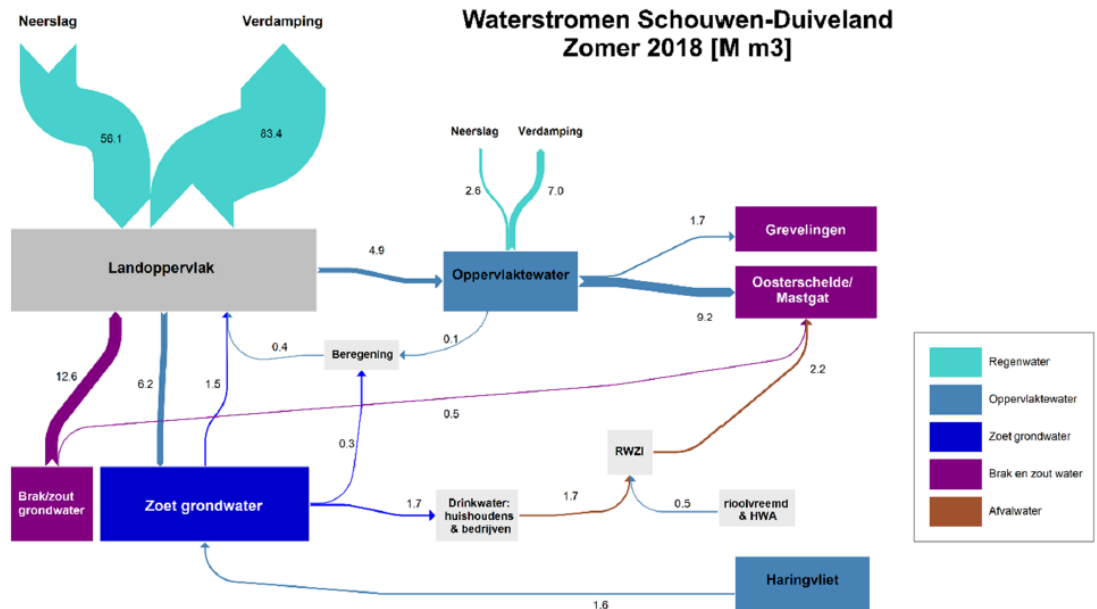 Waterstromen Schouwen-Duiveland
Zomer 2018 [M m3]
Neerslag
Verdamping
56.1
83.4
Neerslag
Verdamping
2.6
7.0
Landoppervlak
4.9
Oppervlaktewater
1.7
Grevelingen
Oosterschelde/
Mastgat
9.2
0.1
0.4
Beregening
12.6
6.2
1.5
0.5
2.2
0.3
Brak/zout
grondwater
Zoet grondwater
1.7
Drinkwater:
huishoudens
& bedrijven
1.7
RWZI
0.5
rioolvreemd
& HWA
1.6
Haringvliet
Regenwater
Oppervlaktewater
Zoet grondwater
Brak en zout water
Afvalwater